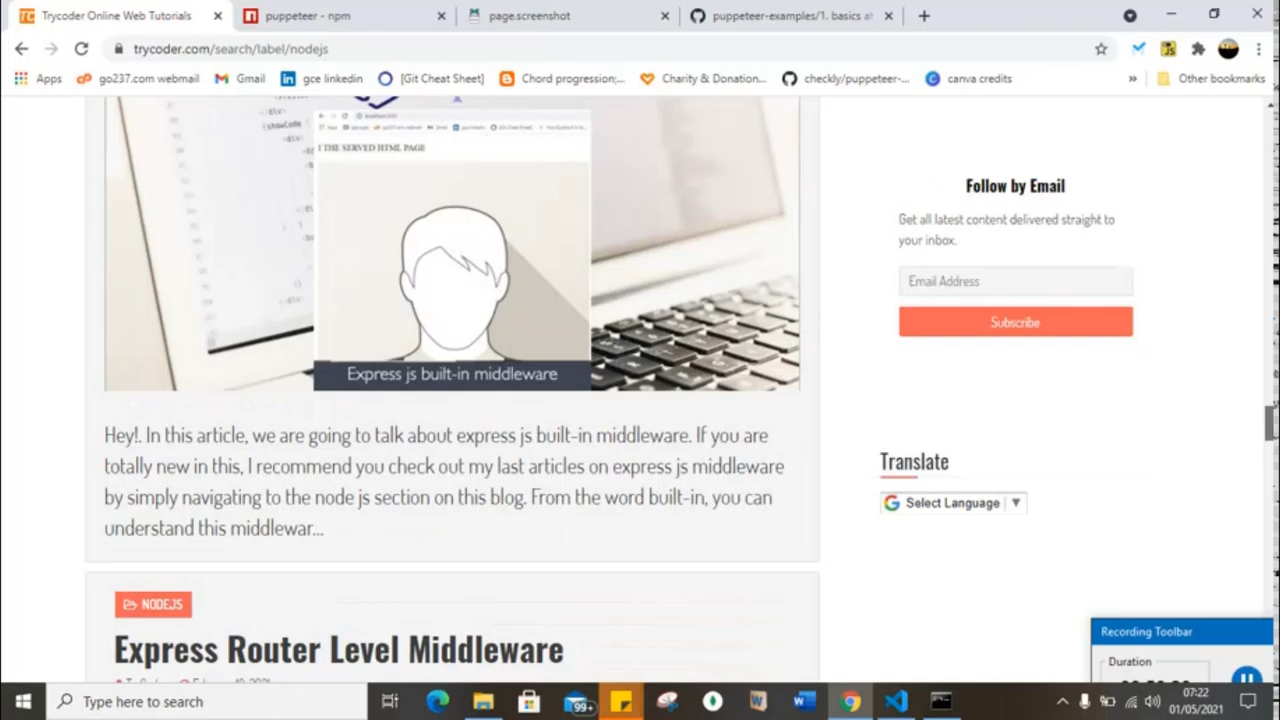 Trycoder Online Web Tutorials
puppeteer - npm
page.screenshot
puppeteer-examples/1. basics at
trycoder.com/search/label/nodejs
Apps
go237.com webmail
Gmail
gce linkedin
[Git Cheat Sheet]
Chord progression;...
Charity & Donation...
checkly/puppeteer-...
canva credits
»
Other bookmarks
I THE SERVED HTML PAGE
Express js built-in middleware
Hey!. In this article, we are going to talk about express js built-in middleware. If you are
totally new in this, I recommend you check out my last articles on express js middleware
by simply navigating to the node js section on this blog. From the word built-in, you can
understand this middlewar...
NODEJS
Express Router Level Middleware
Follow by Email
Get all latest content delivered straight to
your inbox.
Email Address
Subscribe
Translate
Select Language
Recording Toolbar
Duration
Type here to search
99+
07:22
01/05/2021